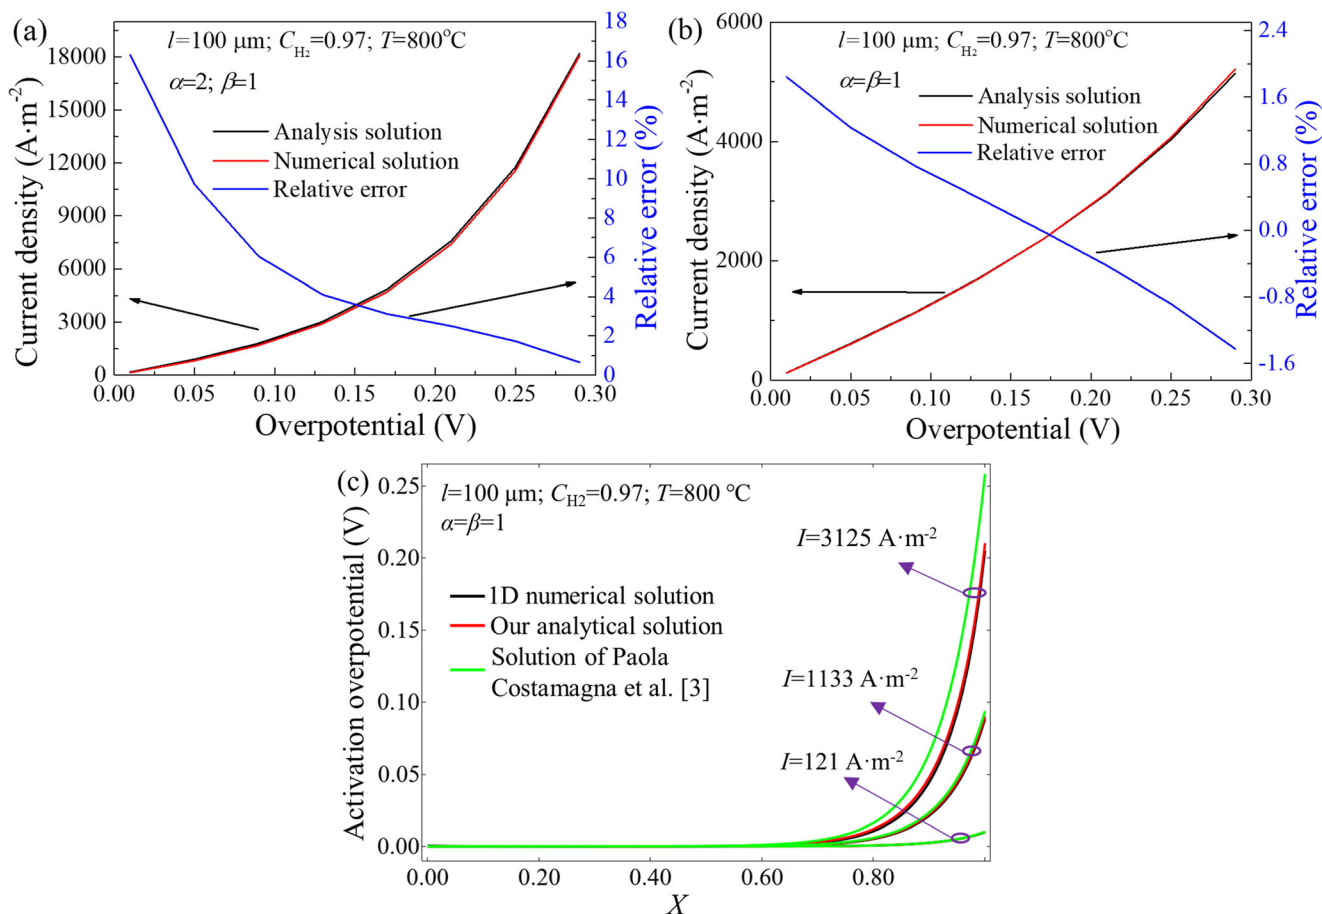 (a)
l=100 μm; C_H₂=0.97; T=800°C
α=2; β=1
Analysis solution
Numerical solution
Relative error
Current density (A·m⁻²)
18000
15000
12000
9000
6000
3000
0
0.00 0.05 0.10 0.15 0.20 0.25 0.30
Overpotential (V)
18
16
14
12
10
8
6
4
2
0
Relative error (%)
(b)
l=100 μm; C_H₂=0.97; T=800°C
α=β=1
Analysis solution
Numerical solution
Relative error
Current density (A·m⁻²)
6000
4000
2000
0
0.00 0.05 0.10 0.15 0.20 0.25 0.30
Overpotential (V)
2.4
1.6
0.8
0.0
-0.8
-1.6
Relative error (%)
(c)
l=100 μm; C_H2=0.97; T=800 °C
α=β=1
1D numerical solution
Our analytical solution
Solution of Paola
Costamagna et al. [3]
I=3125 A·m⁻²
I=1133 A·m⁻²
I=121 A·m⁻²
Activation overpotential (V)
0.25
0.20
0.15
0.10
0.05
0.00
0.00 0.20 0.40 0.60 0.80
X